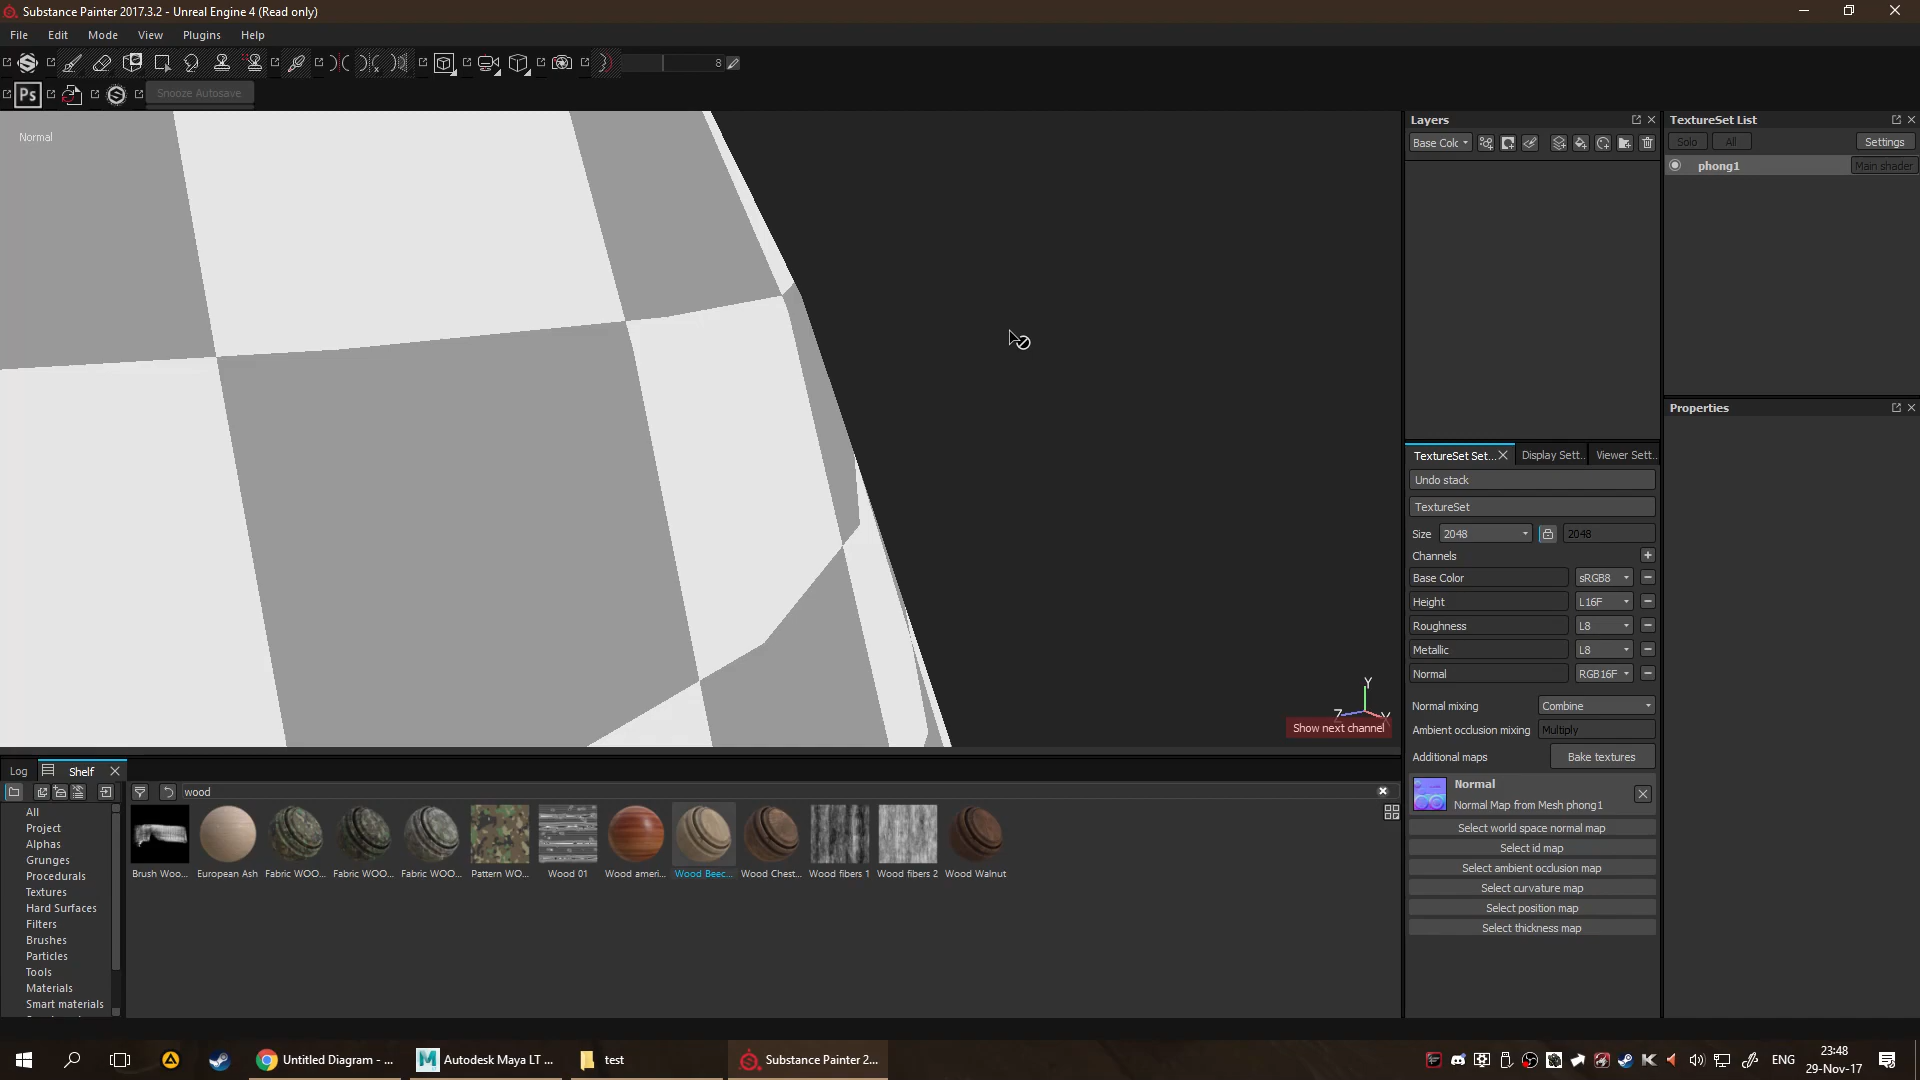 Substance Painter 2017.3.2 - Unreal Engine 4 (Read only)
File Edit Mode View Plugins Help
8
Ps Snooze Autosave
Normal
Layers
Base Colc
TextureSet List
Solo All Settings
phong1 Main shader
Properties
TextureSet Set... Display Sett.. Viewer Sett..
Undo stack
TextureSet
Size 2048 2048
Channels
Base Color sRGB8
Height L16F
Roughness L8
Metallic L8
Normal RGB16F
Normal mixing Combine
Ambient occlusion mixing Multiply
Additional maps Bake textures
Normal
Normal Map from Mesh phong1
Select world space normal map
Select id map
Select ambient occlusion map
Select curvature map
Select position map
Select thickness map
Y
Z
Show next channel
Log Shelf
wood
All
Project
Alphas
Grunges
Procedurals
Textures
Hard Surfaces
Filters
Brushes
Particles
Tools
Materials
Smart materials
Brush Woo... European Ash Fabric WOO... Fabric WOO... Fabric WOO... Pattern WO... Wood 01 Wood ameri... Wood Beec... Wood Chest... Wood fibers 1 Wood fibers 2 Wood Walnut
Untitled Diagram - ... Autodesk Maya LT ... test Substance Painter 2...
ENG
23:48
29-Nov-17